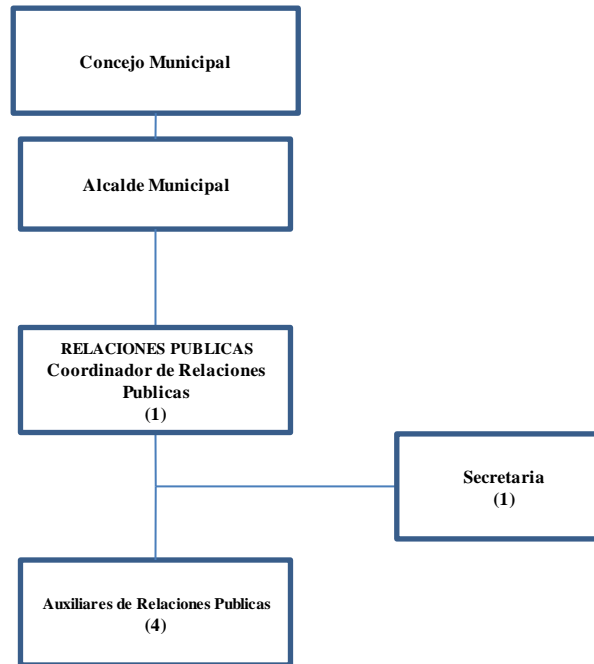 Concejo Municipal
Alcalde Municipal
RELACIONES PUBLICAS
Coordinador de Relaciones
Publicas
(1)
Secretaria
(1)
Auxiliares de Relaciones Publicas
(4)